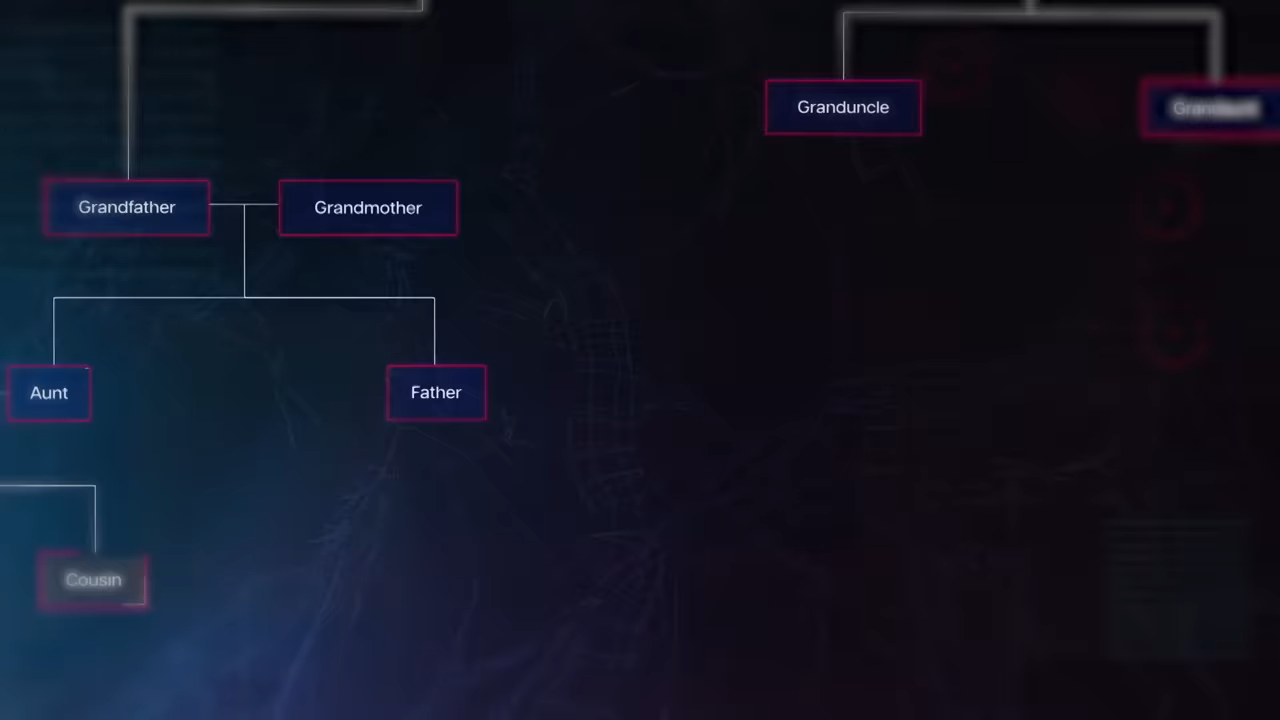 Granduncle
Grandfather
Grandmother
Aunt
Father
Cousin